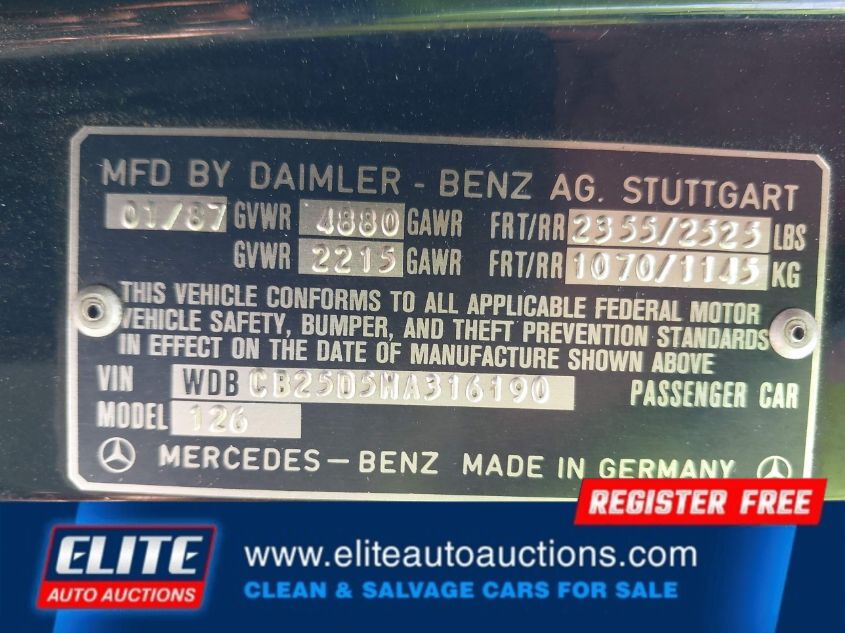 MFD BY DAIMLER - BENZ AG. STUTTGART
01/87 GVWR 4880 GAWR FRT/RR 2355/2525 LBS
GVWR 2215 GAWR FRT/RR 1070/1145 KG
THIS VEHICLE CONFORMS TO ALL APPLICABLE FEDERAL MOTOR
VEHICLE SAFETY, BUMPER, AND THEFT PREVENTION STANDARDS
IN EFFECT ON THE DATE OF MANUFACTURE SHOWN ABOVE
VIN WDB CB25D5HA316190 PASSENGER CAR
MODEL 126
MERCEDES-BENZ MADE IN GERMANY
REGISTER FREE
ELITE
AUTO AUCTIONS
www.eliteautoauctions.com
CLEAN & SALVAGE CARS FOR SALE